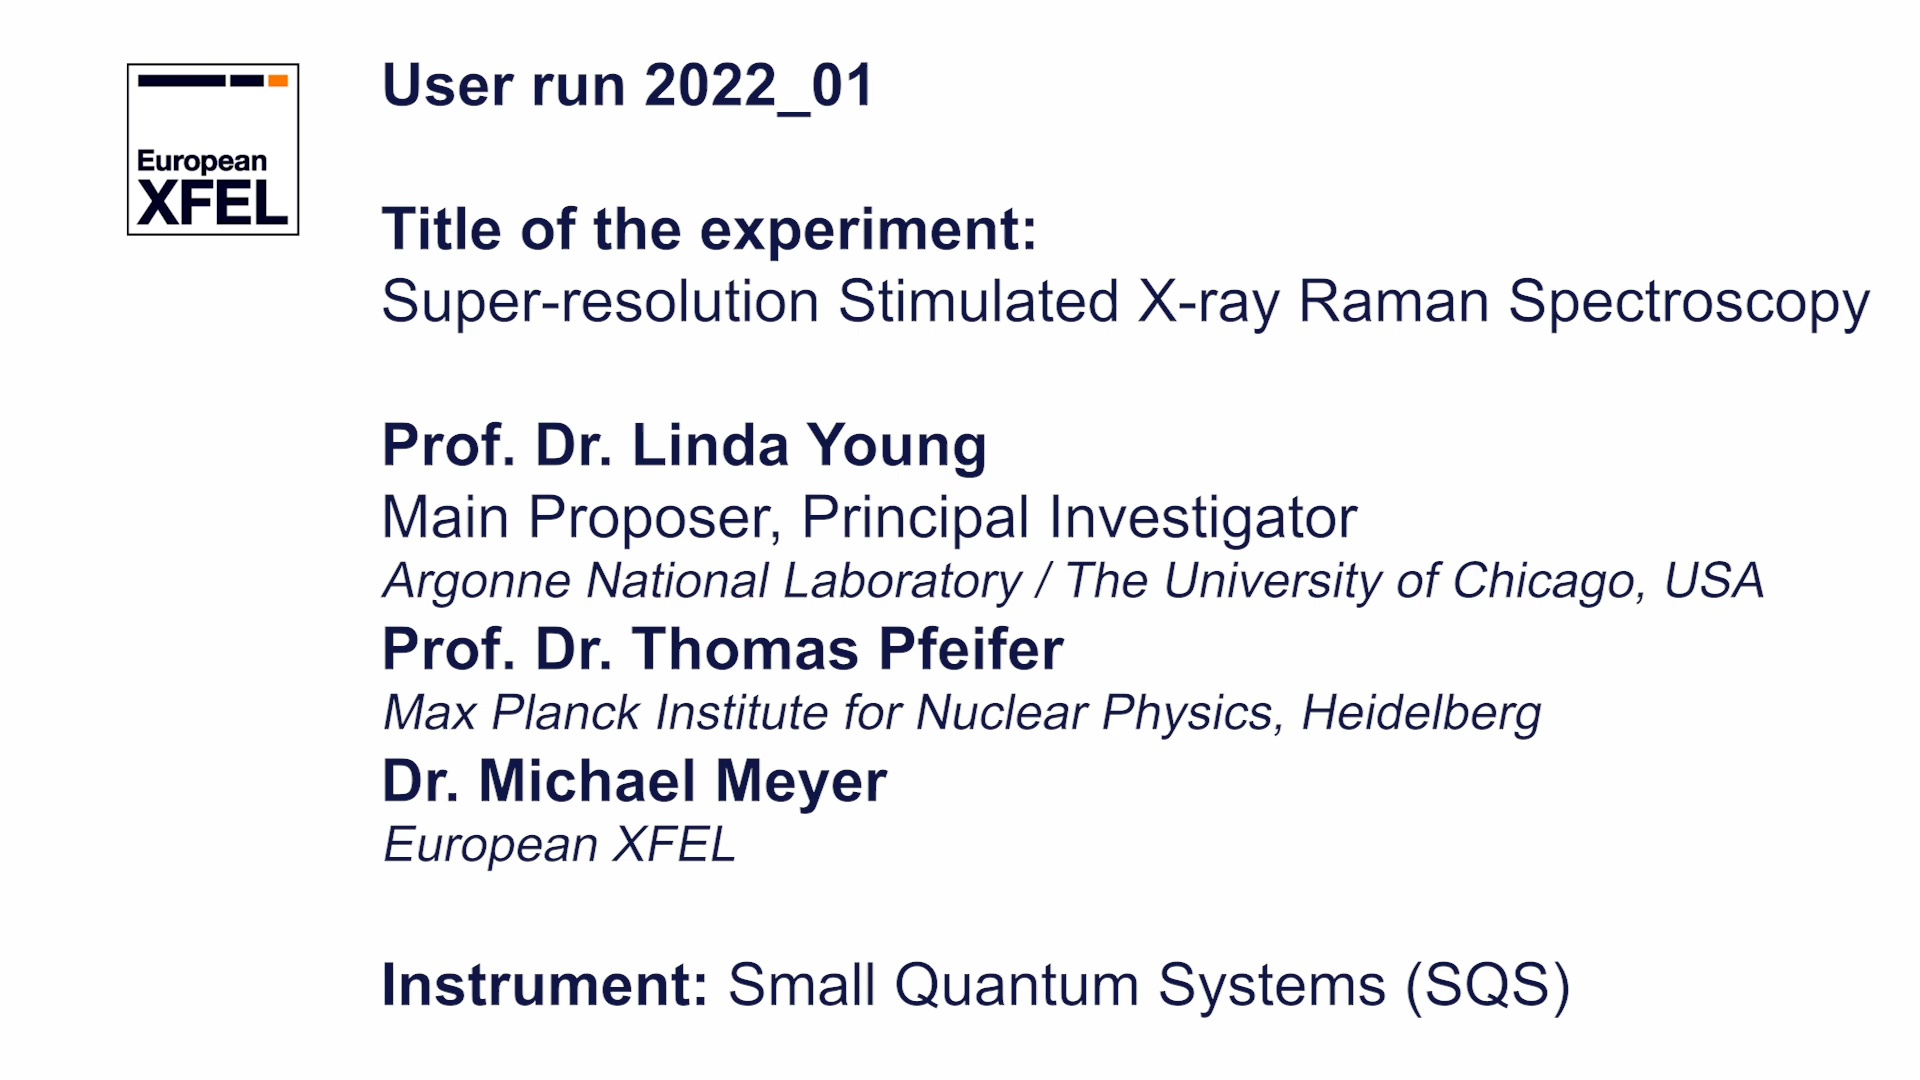 European
XFEL
User run 2022_01
Title of the experiment:
Super-resolution Stimulated X-ray Raman Spectroscopy
Prof. Dr. Linda Young
Main Proposer, Principal Investigator
Argonne National Laboratory / The University of Chicago, USA
Prof. Dr. Thomas Pfeifer
Max Planck Institute for Nuclear Physics, Heidelberg
Dr. Michael Meyer
European XFEL
Instrument: Small Quantum Systems (SQS)